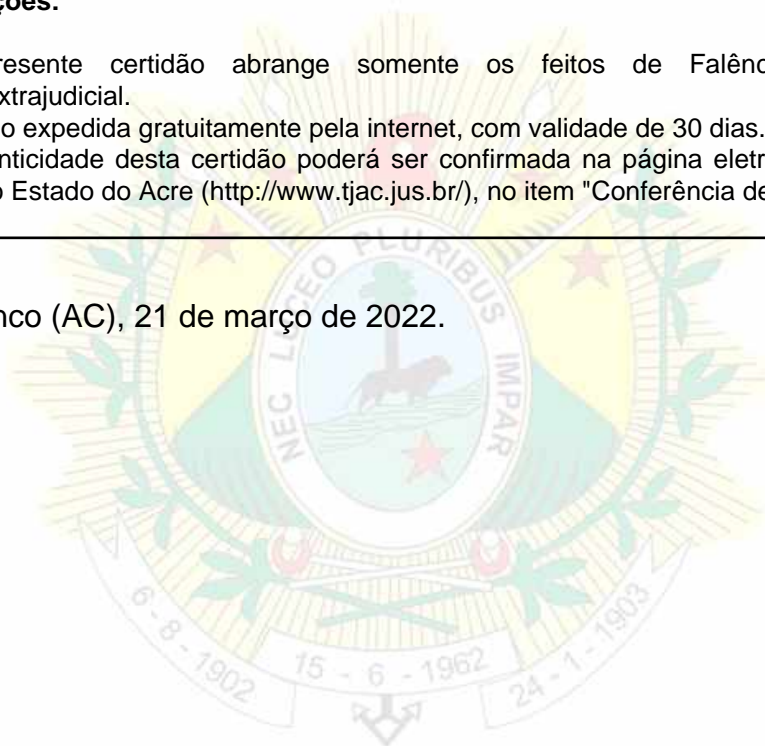 ções:
resente certidão abrange somente os feitos de Falênc
xtrajudicial.
o expedida gratuitamente pela internet, com validade de 30 dias.
nticidade desta certidão poderá ser confirmada na página eletr
o Estado do Acre (http://www.tjac.jus.br/), no item "Conferência de
nco (AC), 21 de março de 2022.
NEC LUCEO PLURIBUS IMPAR
6 - 8 - 1902
15 - 6 - 1962
24 - 1 - 1903